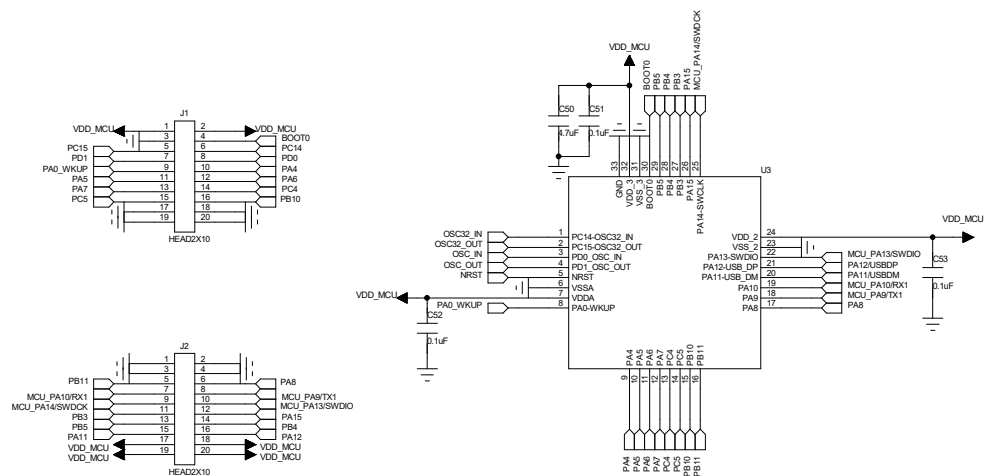 J1
VDD_MCU 1 2 VDD_MCU
3 4 BOOT0
PC15 5 6 PC14
PD1 7 8 PD0
PA0_WKUP 9 10 PA4
PA5 11 12 PA6
PA7 13 14 PC4
PC5 15 16 PB10
17 18
19 20
HEAD2X10
J2
1 2
3 4
PB11 5 6 PA8
MCU_PA10/RX1 7 8 MCU_PA9/TX1
MCU_PA14/SWDCK 9 10 MCU_PA13/SWDIO
PB3 11 12 PA15
PB5 13 14 PB4
PA11 15 16 PA12
VDD_MCU 17 18 VDD_MCU
VDD_MCU 19 20 VDD_MCU
HEAD2X10
VDD_MCU
C50
4.7uF
C51
0.1uF
BOOT0
PB5
PB4
PB3
PA15
MCU_PA14/SWDCK
33 GND
32 VDD_3
31 VSS_3
30 BOOT0
29 PB5
28 PB4
27 PB3
26 PA15
25 PA14-SWCLK
U3
OSC32_IN 1 PC14-OSC32_IN
OSC32_OUT 2 PC15-OSC32_OUT
OSC_IN 3 PD0_OSC_IN
OSC_OUT 4 PD1_OSC_OUT
NRST 5 NRST
6 VSSA
VDD_MCU 7 VDDA
PA0_WKUP 8 PA0-WKUP
C52
0.1uF
VDD_2 24 VDD_MCU
VSS_2 23
PA13-SWDIO 22 MCU_PA13/SWDIO
PA12-USB_DP 21 PA12/USBDP
PA11-USB_DM 20 PA11/USBDM
PA10 19 MCU_PA10/RX1
PA9 18 MCU_PA9/TX1
PA8 17 PA8
C53
0.1uF
PA4 9 PA4
PA5 10 PA5
PA6 11 PA6
PA7 12 PA7
PC4 13 PC4
PC5 14 PC5
PB10 15 PB10
PB11 16 PB11